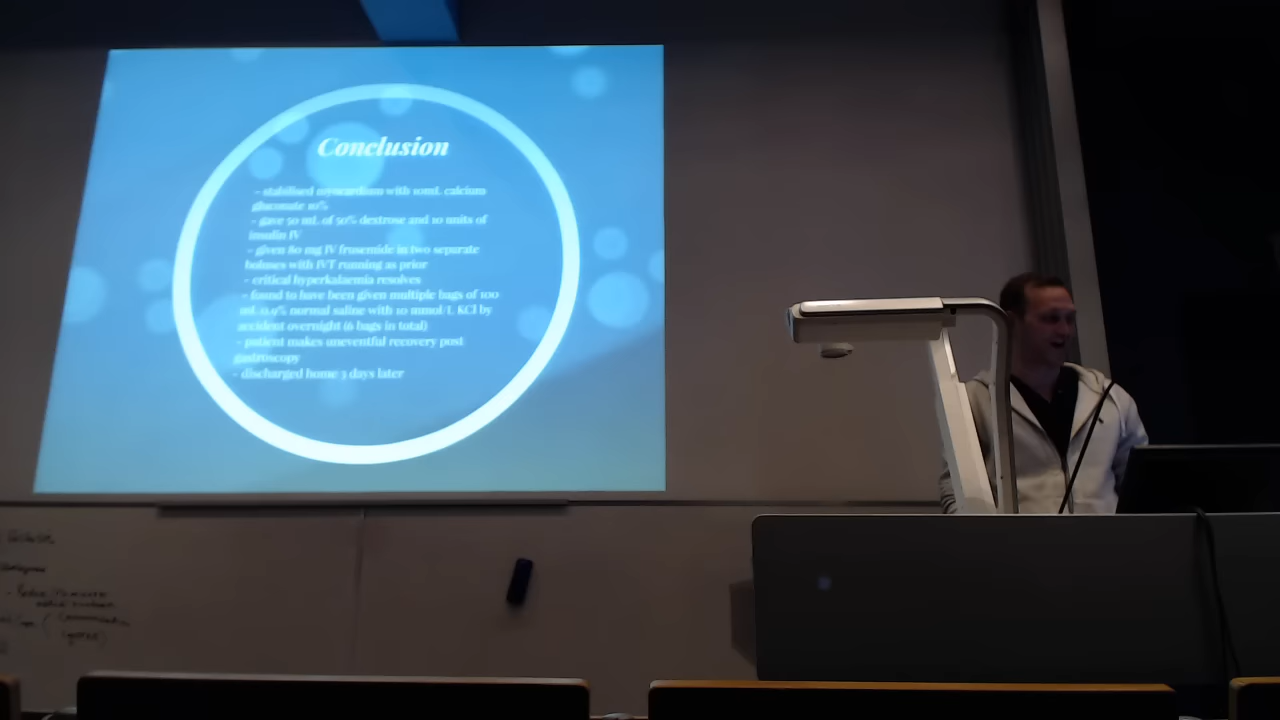 Conclusion
- stabilised myocardium with 10mL calcium
gluconate 10%
- gave 50 mL of 50% dextrose and 10 units of
insulin IV
- given 80 mg IV frusemide in two separate
boluses with IVT running as prior
- critical hyperkalaemia resolves
- found to have been given multiple bags of 100
mL 0.9% normal saline with 10 mmol/L KCl by
accident overnight (6 bags in total)
- patient makes uneventful recovery post
gastroscopy
- discharged home 3 days later